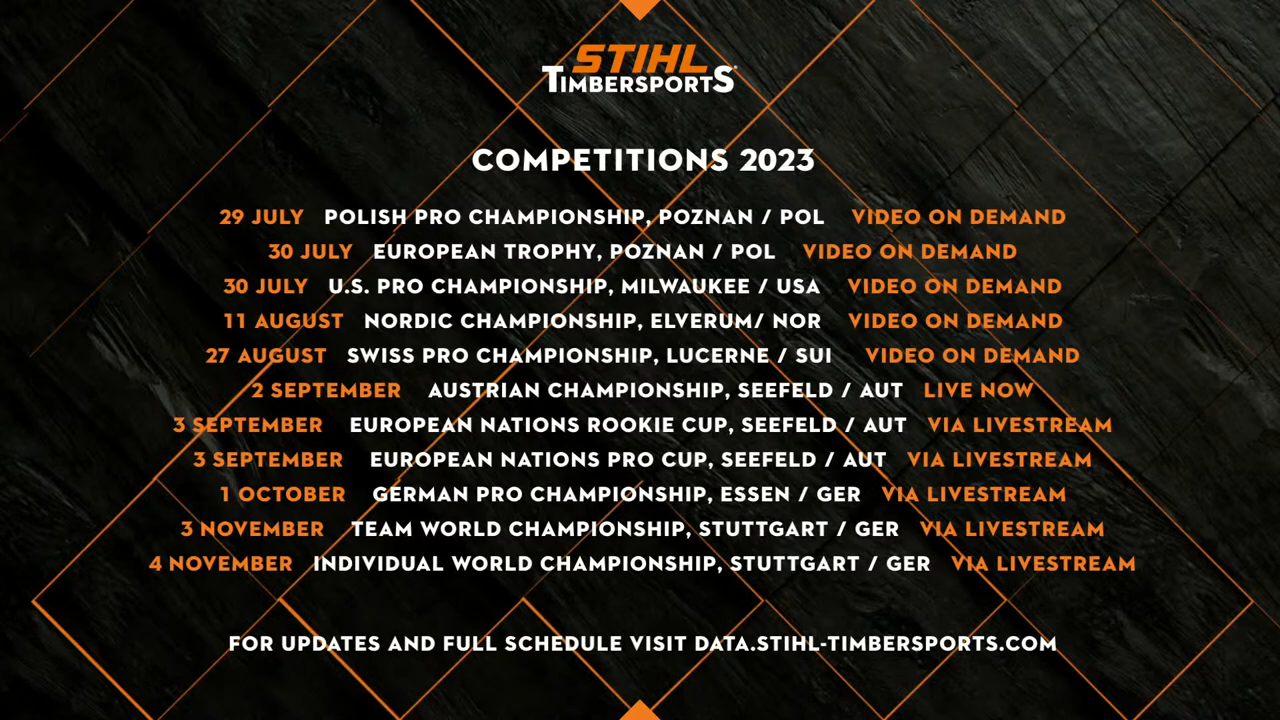 STIHL
TIMBERSPORTS
COMPETITIONS 2023
29 JULY POLISH PRO CHAMPIONSHIP, POZNAN / POL VIDEO ON DEMAND
30 JULY EUROPEAN TROPHY, POZNAN / POL VIDEO ON DEMAND
30 JULY U.S. PRO CHAMPIONSHIP, MILWAUKEE / USA VIDEO ON DEMAND
11 AUGUST NORDIC CHAMPIONSHIP, ELVERUM/ NOR VIDEO ON DEMAND
27 AUGUST SWISS PRO CHAMPIONSHIP, LUCERNE / SUI VIDEO ON DEMAND
2 SEPTEMBER AUSTRIAN CHAMPIONSHIP, SEEFELD / AUT LIVE NOW
3 SEPTEMBER EUROPEAN NATIONS ROOKIE CUP, SEEFELD / AUT VIA LIVESTREAM
3 SEPTEMBER EUROPEAN NATIONS PRO CUP, SEEFELD / AUT VIA LIVESTREAM
1 OCTOBER GERMAN PRO CHAMPIONSHIP, ESSEN / GER VIA LIVESTREAM
3 NOVEMBER TEAM WORLD CHAMPIONSHIP, STUTTGART / GER VIA LIVESTREAM
4 NOVEMBER INDIVIDUAL WORLD CHAMPIONSHIP, STUTTGART / GER VIA LIVESTREAM
FOR UPDATES AND FULL SCHEDULE VISIT DATA.STIHL-TIMBERSPORTS.COM